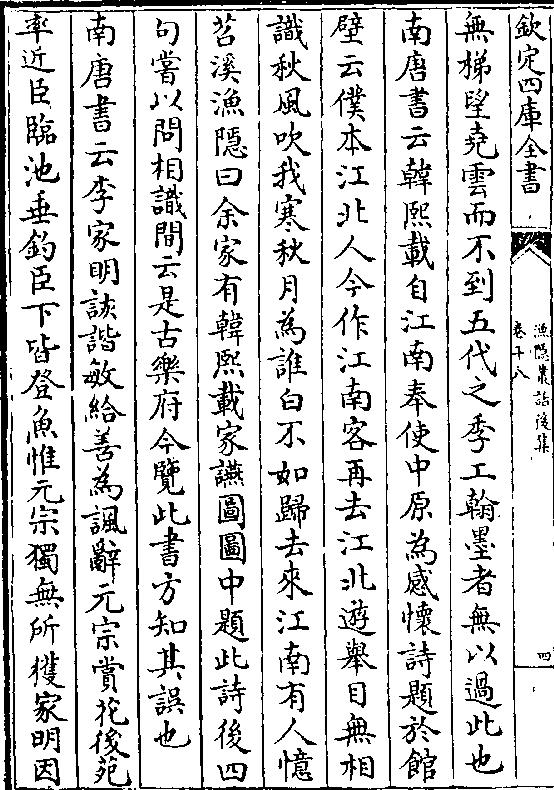 欽定四庫全書
漁隱叢話後集
卷十八
四
無梯望堯雲而不到五代之季工翰墨者無以過此也
南唐書云韓熙載自江南奉使中原為感懷詩題於館
壁云僕本江北人今作江南客再去江北遊舉目無相
識秋風吹我寒秋月為誰白不如歸去來江南有人憶
苕溪漁隱曰余家有韓熙載家讌圖圖中題此詩後四
句嘗以問相識間云是古樂府今覽此書方知其誤也
南唐書云李家明詼諧敏給善為諷辭元宗賞花後苑
率近臣臨池垂釣臣下皆登魚惟元宗獨無所獲家明因